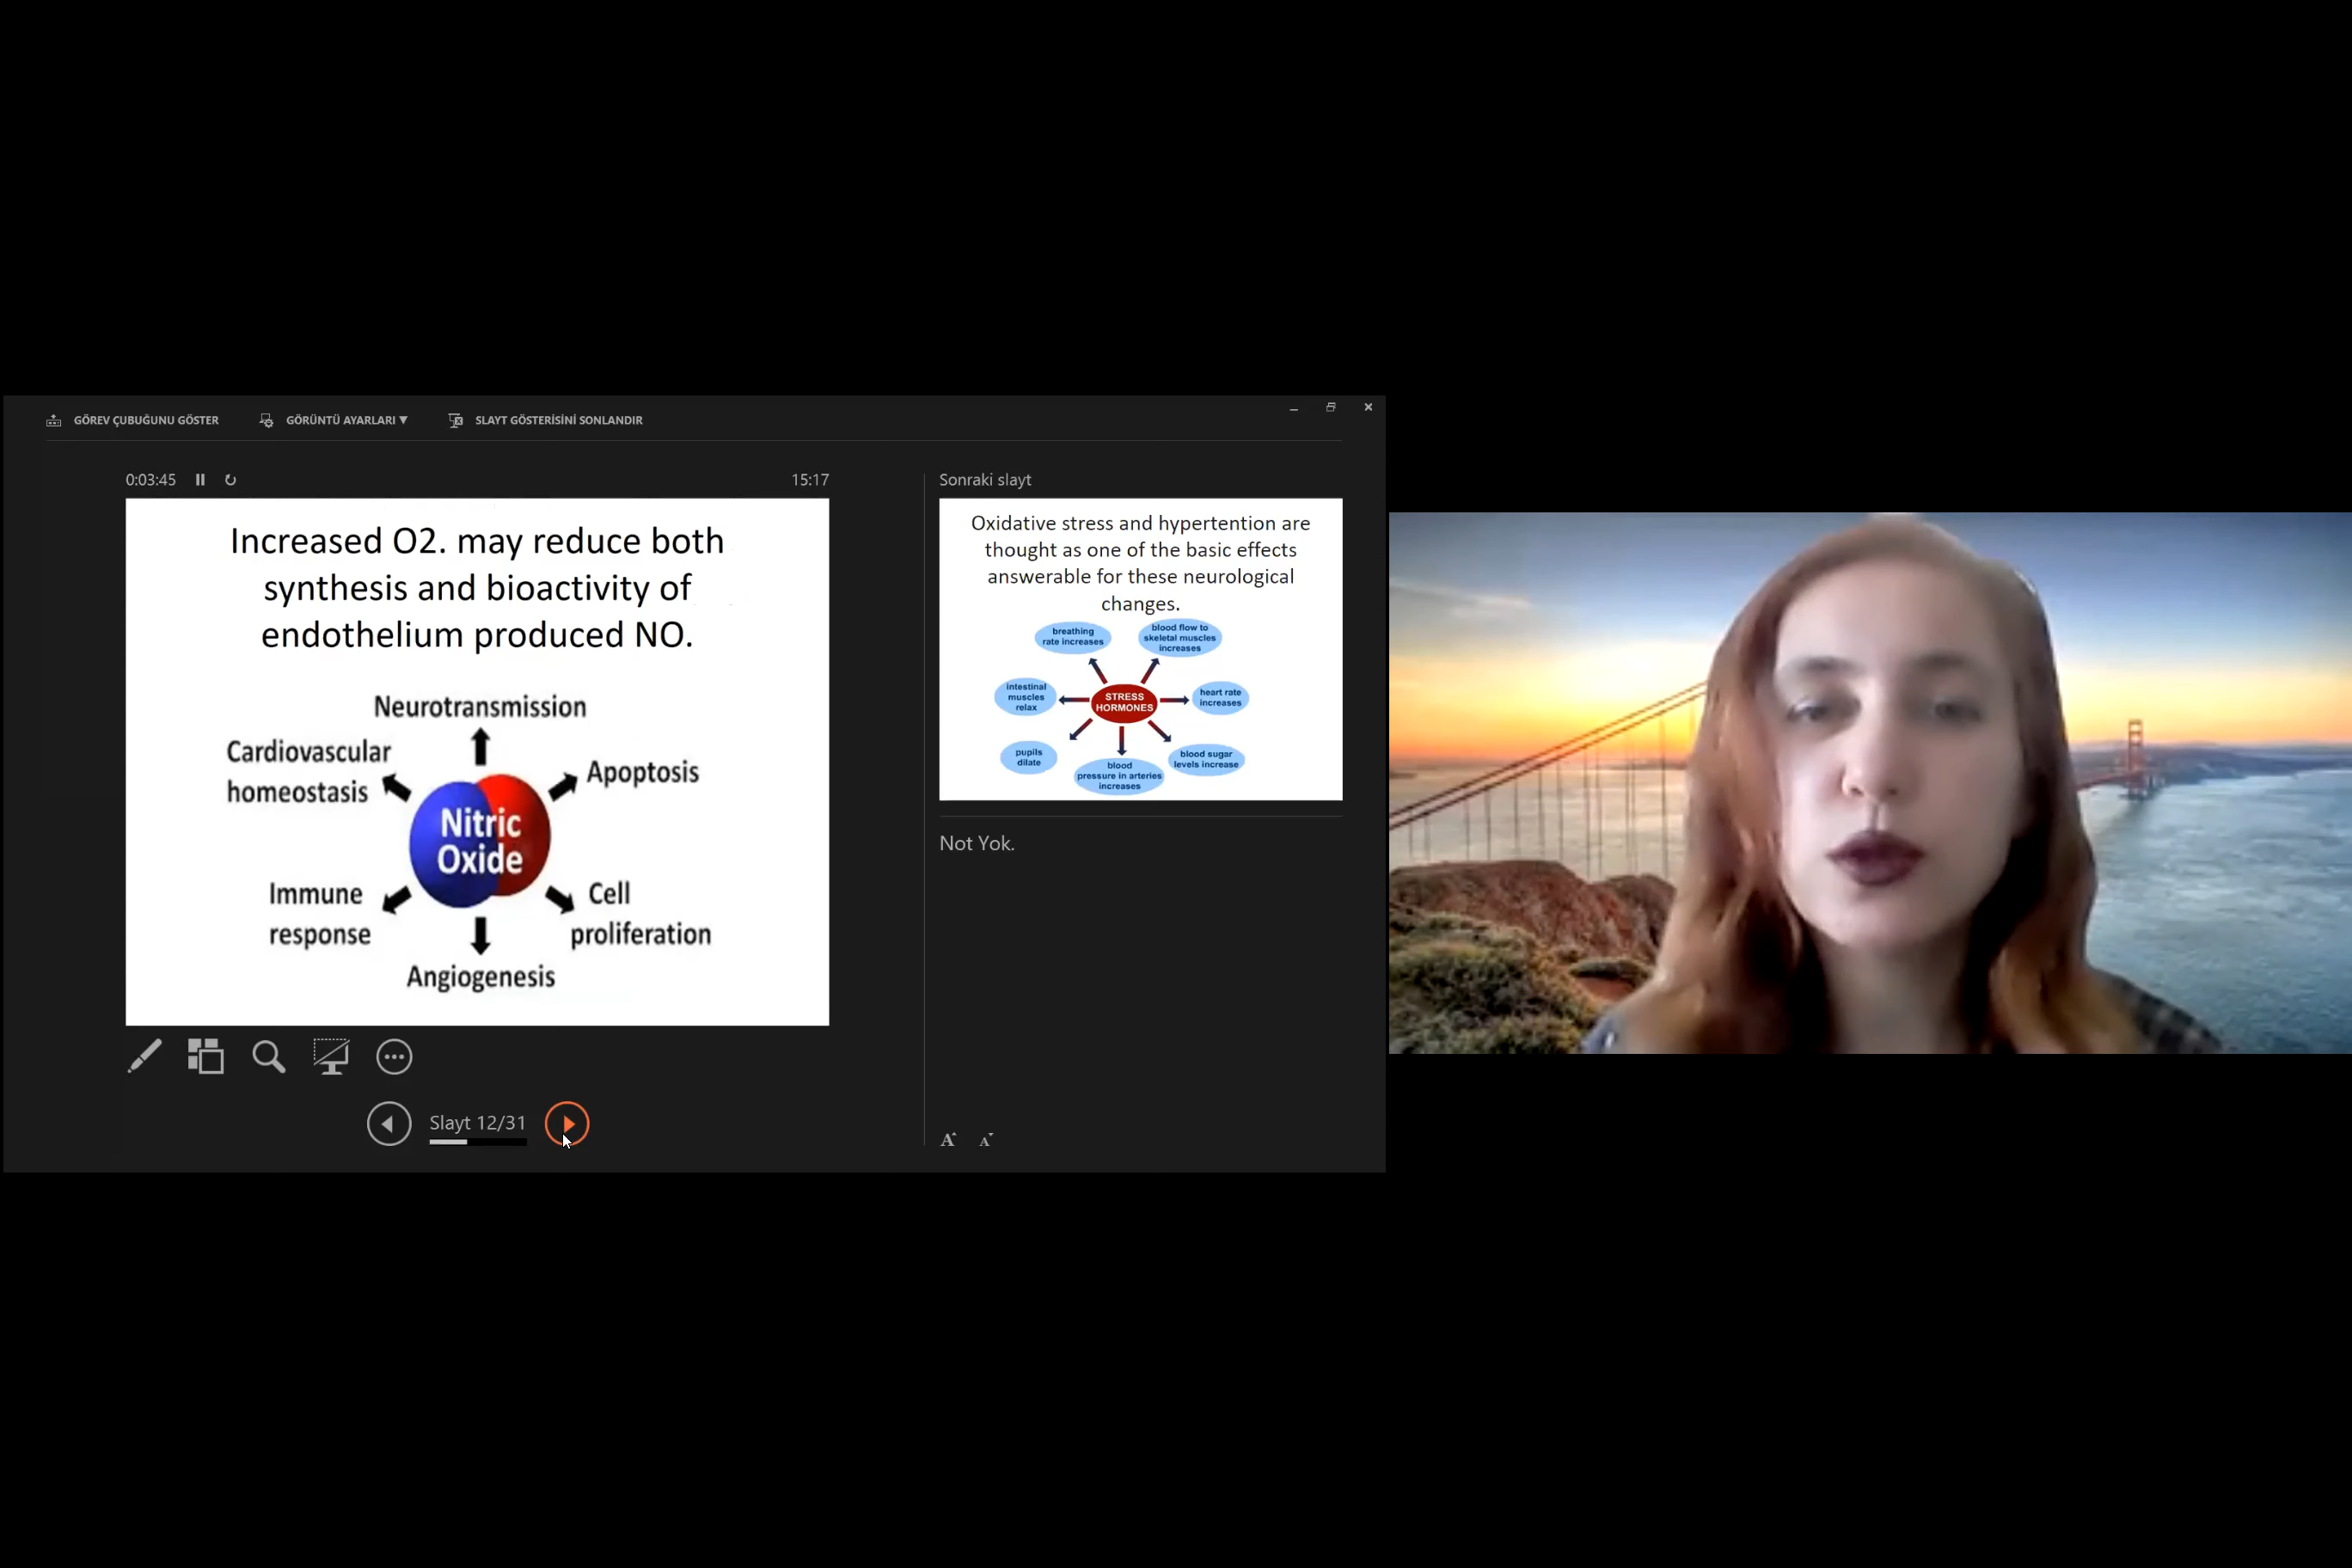 GÖREV ÇUBUĞUNU GÖSTER
GÖRÜNTÜ AYARLARI ▼
SLAYT GÖSTERİSİNİ SONLANDIR
0:03:45
15:17
Increased O2. may reduce both
synthesis and bioactivity of
endothelium produced NO.
Neurotransmission
Cardiovascular
homeostasis
Apoptosis
Nitric
Oxide
Immune
response
Cell
proliferation
Angiogenesis
Slayt 12/31
Sonraki slayt
Oxidative stress and hypertention are
thought as one of the basic effects
answerable for these neurological
changes.
breathing
rate increases
blood flow to
skeletal muscles
increases
intestinal
muscles
relax
STRESS
HORMONES
heart rate
increases
pupils
dilate
blood
pressure in arteries
increases
blood sugar
levels increase
Not Yok.
A A